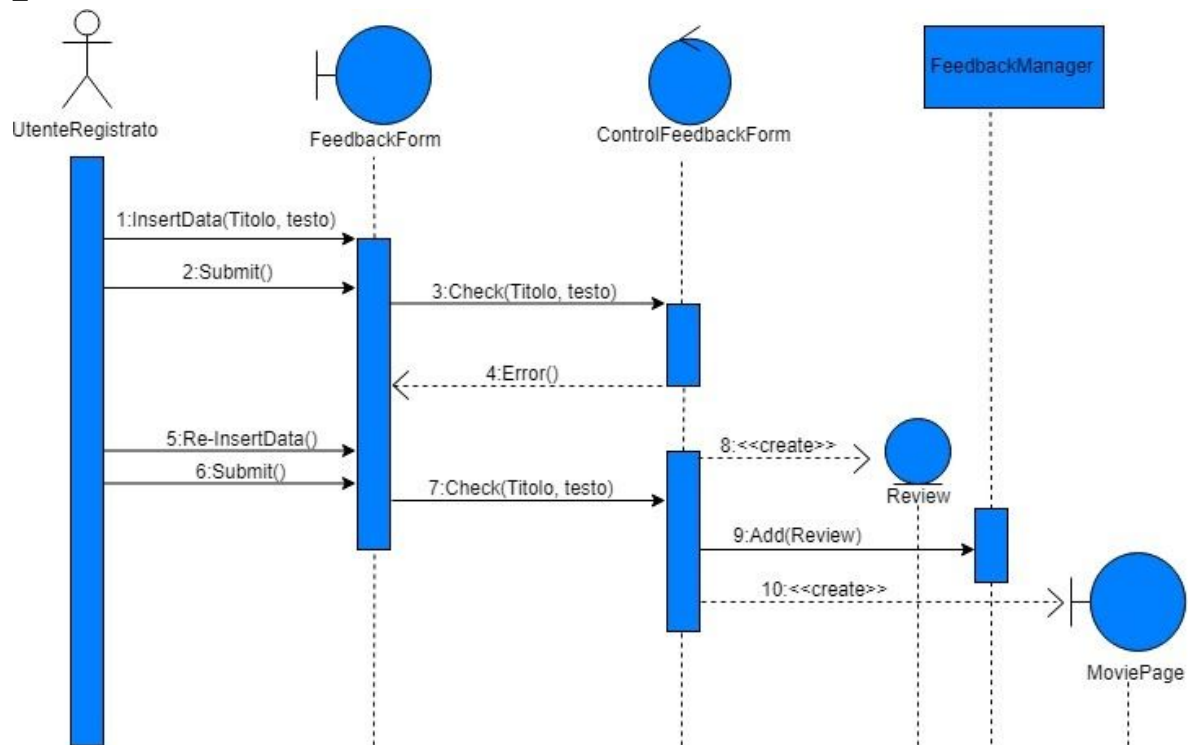 FeedbackManager
UtenteRegistrato
FeedbackForm
ControlFeedbackForm
1:InsertData(Titolo, testo)
2:Submit()
3:Check(Titolo, testo)
4:Error()
5:Re-InsertData()
8:<<create>>
6:Submit()
7:Check(Titolo, testo)
Review
9:Add(Review)
10:<<create>>
MoviePage